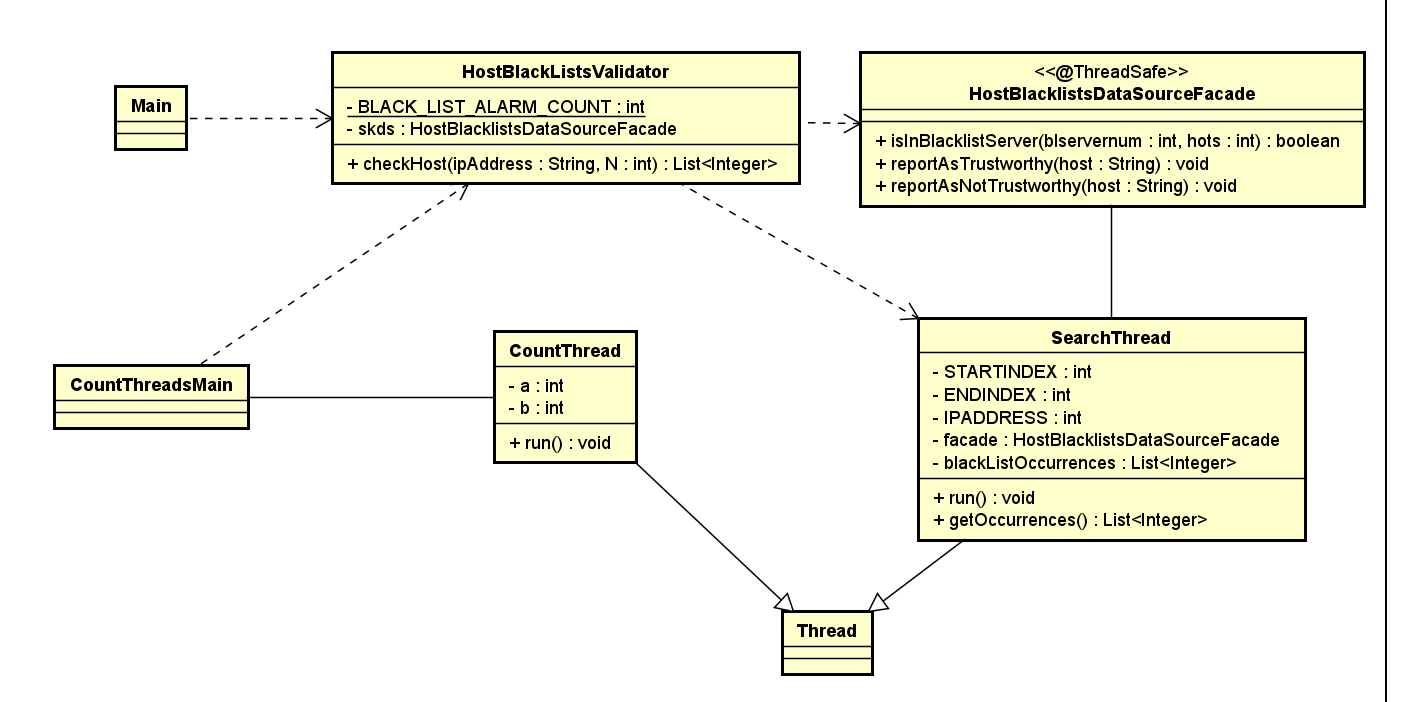 Main
HostBlackListsValidator
- BLACK_LIST_ALARM_COUNT : int
- skds : HostBlacklistsDataSourceFacade
+ checkHost(ipAddress : String, N : int) : List<Integer>
<<@ThreadSafe>>
HostBlacklistsDataSourceFacade
+ isInBlacklistServer(blservernum : int, hots : int) : boolean
+ reportAsTrustworthy(host : String) : void
+ reportAsNotTrustworthy(host : String) : void
CountThreadsMain
CountThread
- a : int
- b : int
+ run() : void
SearchThread
- STARTINDEX : int
- ENDINDEX : int
- IPADDRESS : int
- facade : HostBlacklistsDataSourceFacade
- blackListOccurrences : List<Integer>
+ run() : void
+ getOccurrences() : List<Integer>
Thread